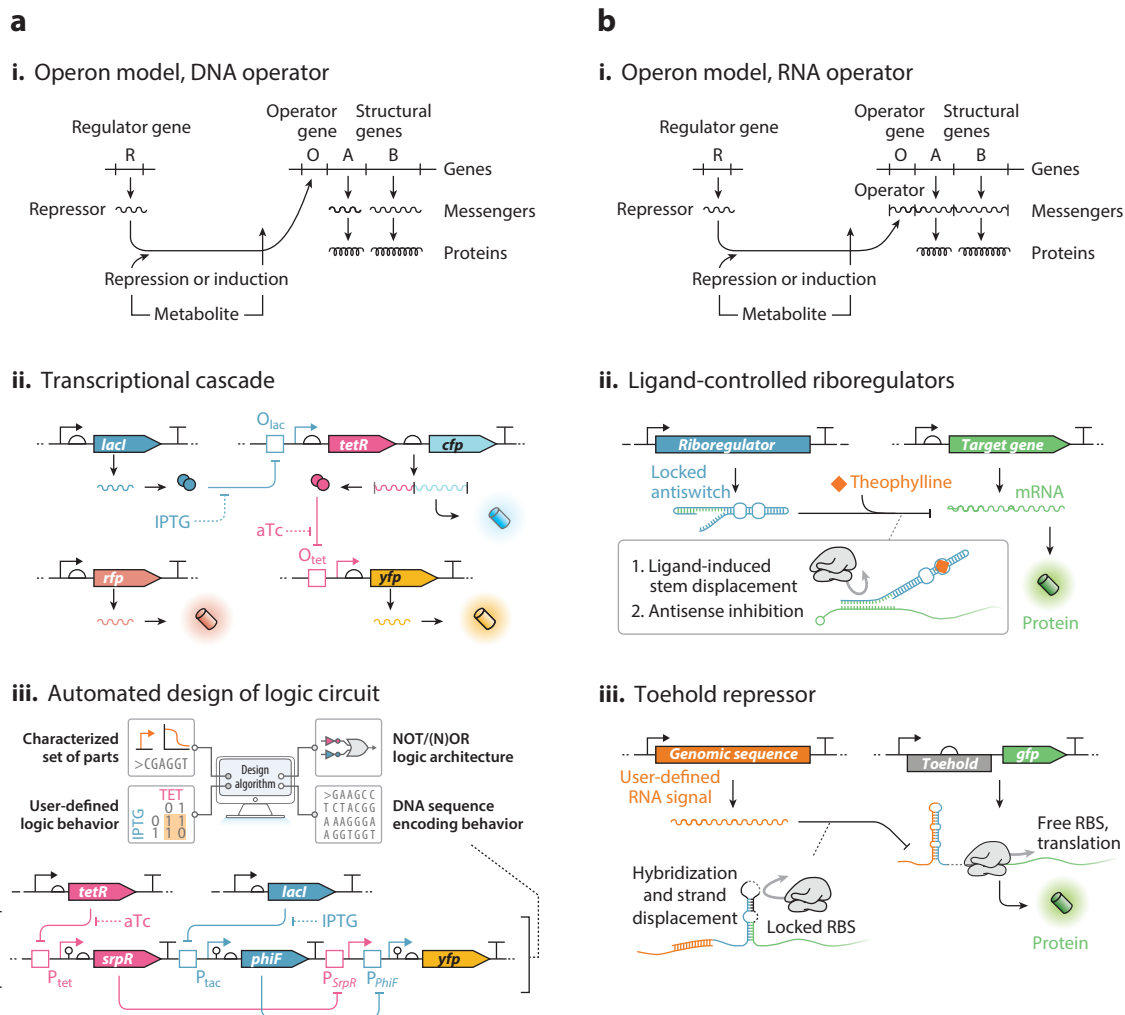 a
i. Operon model, DNA operator
Regulator gene
Operator gene
Structural genes
R
O
A
B
Genes
Repressor
Messengers
Proteins
Repression or induction
Metabolite
ii. Transcriptional cascade
lacI
O_lac
tetR
cfp
IPTG
aTc
O_tet
rfp
yfp
iii. Automated design of logic circuit
Characterized
set of parts
>CGAGGT
Design
algorithm
NOT/(N)OR
logic architecture
User-defined
logic behavior
TET
IPTG
0 1
0 1 1
1 1 0
>GAAGCC
TCTACGG
AAAGGGA
AGGTGGT
DNA sequence
encoding behavior
tetR
lacI
aTc
IPTG
srpR
phiF
yfp
P_tet
P_tac
P_SrpR
P_PhiF
b
i. Operon model, RNA operator
Regulator gene
Operator gene
Structural genes
R
O
A
B
Genes
Operator
Repressor
Messengers
Proteins
Repression or induction
Metabolite
ii. Ligand-controlled riboregulators
Riboregulator
Target gene
Locked
antiswitch
Theophylline
mRNA
1. Ligand-induced
stem displacement
2. Antisense inhibition
Protein
iii. Toehold repressor
Genomic sequence
Toehold
gfp
User-defined
RNA signal
Free RBS,
translation
Hybridization
and strand
displacement
Locked RBS
Protein